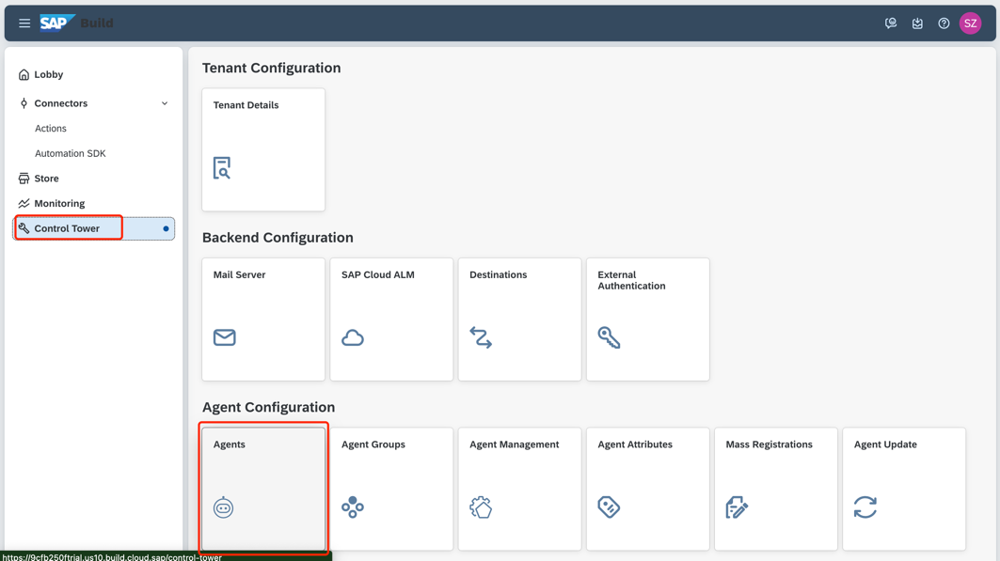 SAP Build
SZ
Lobby
Connectors
Actions
Automation SDK
Store
Monitoring
Control Tower
Tenant Configuration
Tenant Details
Backend Configuration
Mail Server
SAP Cloud ALM
Destinations
External
Authentication
Agent Configuration
Agents
Agent Groups
Agent Management
Agent Attributes
Mass Registrations
Agent Update
https://9cfb250ftrial.us10.build.cloud.sap/control-tower